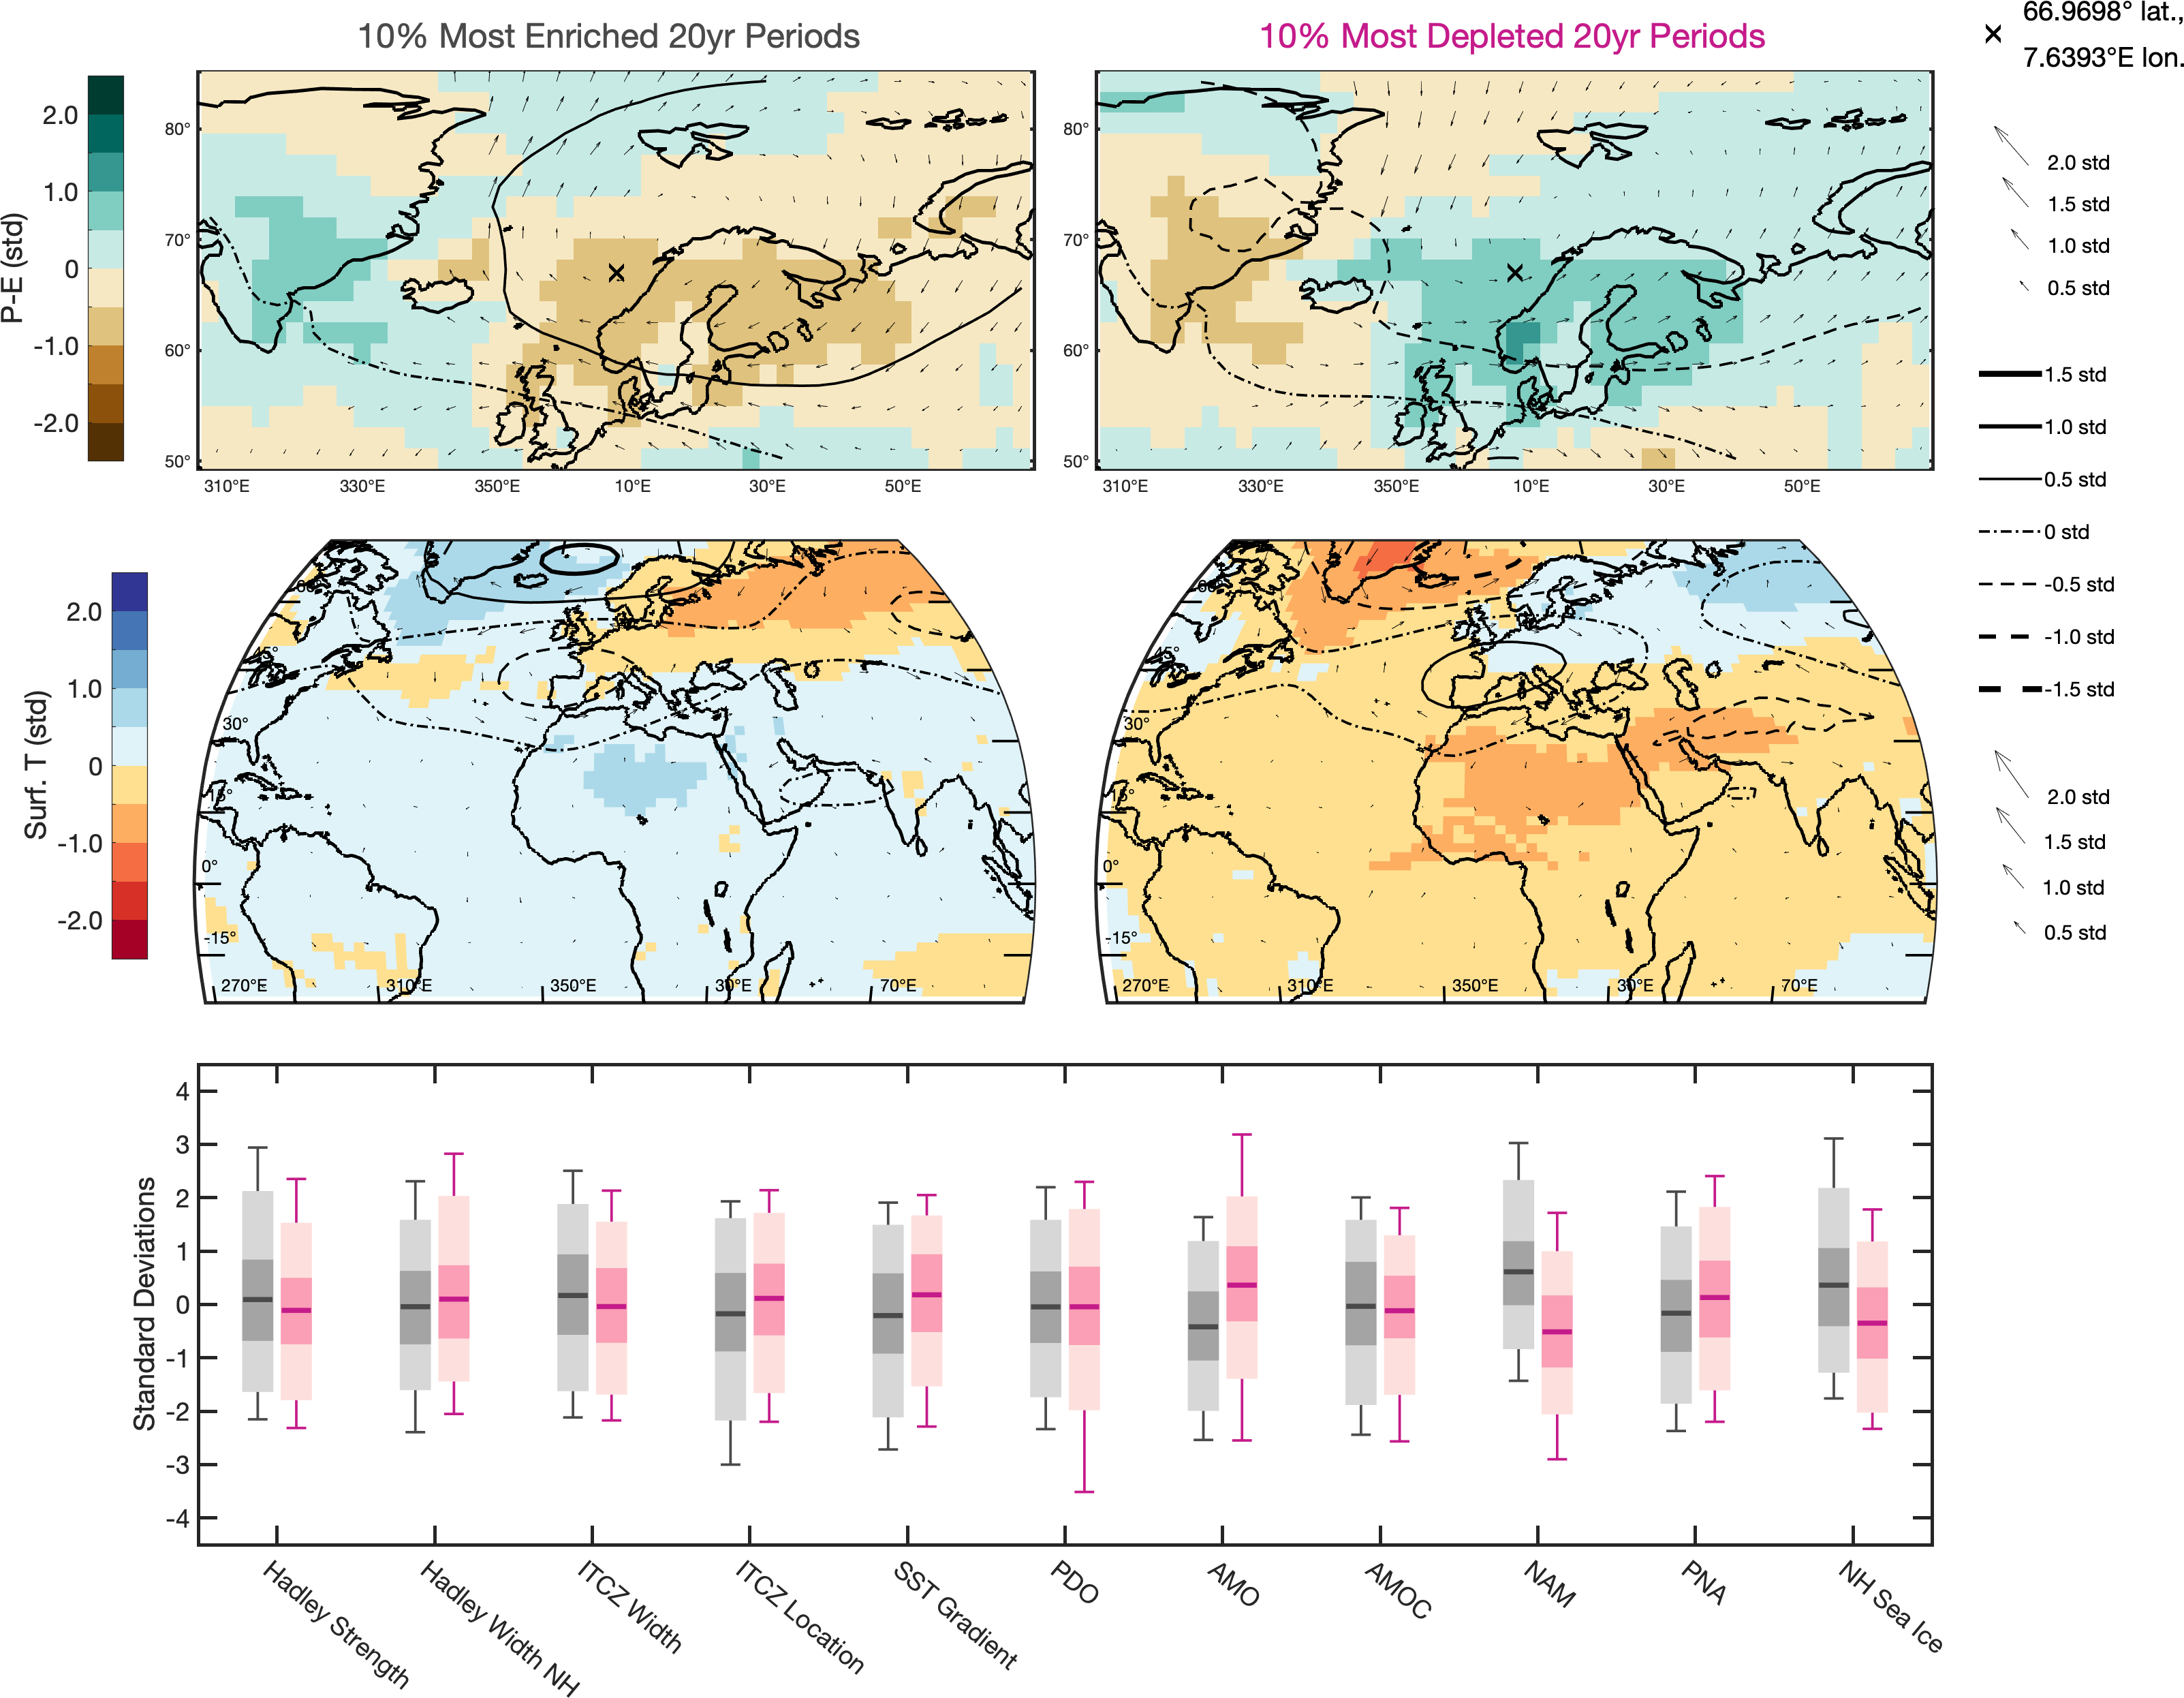 10% Most Enriched 20yr Periods
10% Most Depleted 20yr Periods
66.9698° lat.,
7.6393°E lon.
P-E (std)
2.0
1.0
0
-1.0
-2.0
80°
70°
60°
50°
310°E
330°E
350°E
10°E
30°E
50°E
80°
70°
60°
50°
310°E
330°E
350°E
10°E
30°E
50°E
2.0 std
1.5 std
1.0 std
0.5 std
1.5 std
1.0 std
0.5 std
0 std
-0.5 std
-1.0 std
-1.5 std
Surf. T (std)
2.0
1.0
0
-1.0
-2.0
60°
45°
30°
15°
0°
-15°
270°E
310°E
350°E
30°E
70°E
60°
45°
30°
15°
0°
-15°
270°E
310°E
350°E
30°E
70°E
2.0 std
1.5 std
1.0 std
0.5 std
Standard Deviations
4
3
2
1
0
-1
-2
-3
-4
Hadley Strength
Hadley Width NH
ITCZ Width
ITCZ Location
SST Gradient
PDO
AMO
AMOC
NAM
PNA
NH Sea Ice